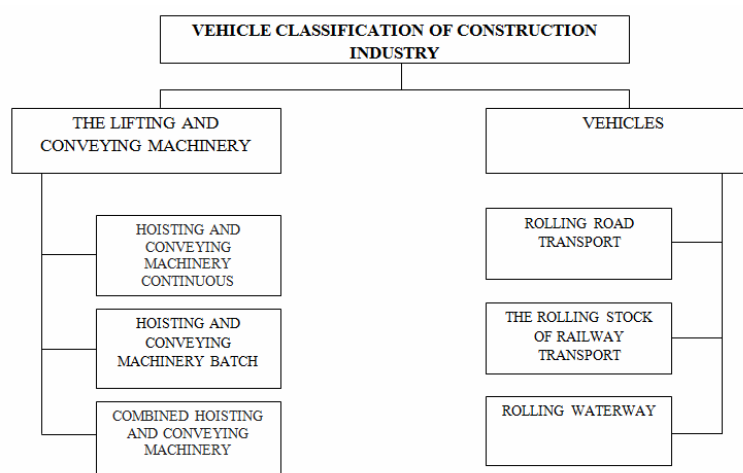 VEHICLE CLASSIFICATION OF CONSTRUCTION
INDUSTRY
THE LIFTING AND
CONVEYING MACHINERY
VEHICLES
HOISTING AND
CONVEYING
MACHINERY
CONTINUOUS
HOISTING AND
CONVEYING
MACHINERY BATCH
COMBINED HOISTING
AND CONVEYING
MACHINERY
ROLLING ROAD
TRANSPORT
THE ROLLING STOCK
OF RAILWAY
TRANSPORT
ROLLING WATERWAY